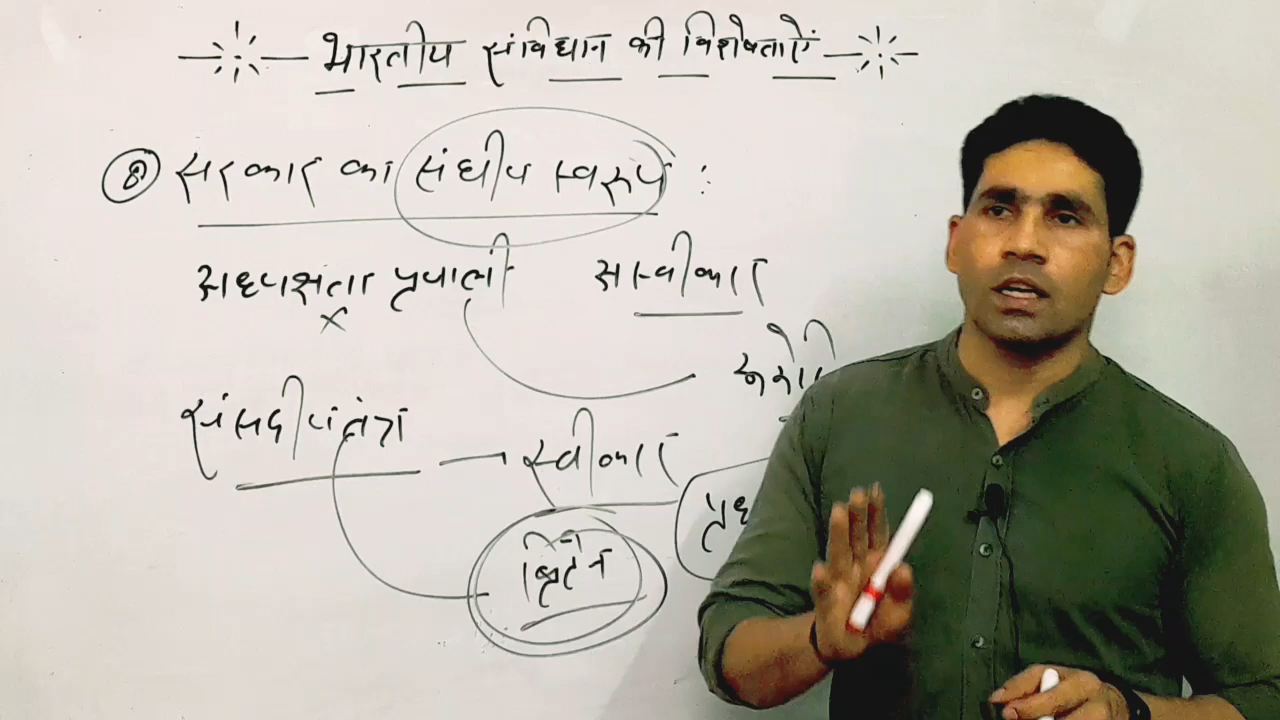 भारतीय संविधान की विशेषताऐं
⑧ सरकार का संघीय स्वरूप :
अध्यक्षता प्रणाली अस्वीकार
×
संसदीय तंत्र — स्वीकार
ब्रिटेन